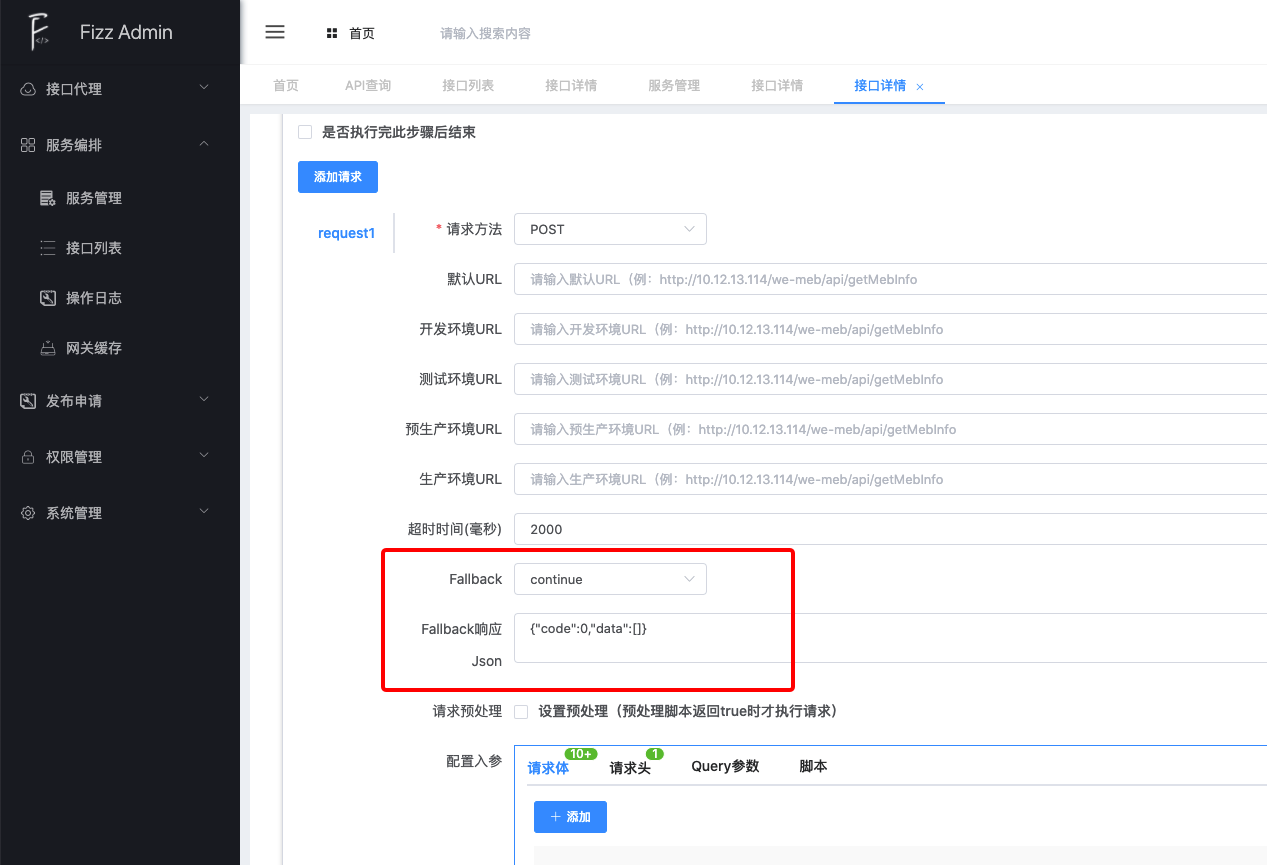 Fizz Admin
首页
请输入搜索内容
接口代理
服务编排
服务管理
接口列表
操作日志
网关缓存
发布申请
权限管理
系统管理
首页
API查询
接口列表
接口详情
服务管理
接口详情
接口详情 ×
是否执行完此步骤后结束
添加请求
request1
* 请求方法 POST
默认URL 请输入默认URL（例：http://10.12.13.114/we-meb/api/getMebInfo
开发环境URL 请输入开发环境URL（例：http://10.12.13.114/we-meb/api/getMebInfo
测试环境URL 请输入测试环境URL（例：http://10.12.13.114/we-meb/api/getMebInfo
预生产环境URL 请输入预生产环境URL（例：http://10.12.13.114/we-meb/api/getMebInfo
生产环境URL 请输入生产环境URL（例：http://10.12.13.114/we-meb/api/getMebInfo
超时时间(毫秒) 2000
Fallback continue
Fallback响应 {"code":0,"data":[]}
Json
请求预处理 设置预处理（预处理脚本返回true时才执行请求）
配置入参
请求体 10+
请求头 1
Query参数
脚本
+ 添加